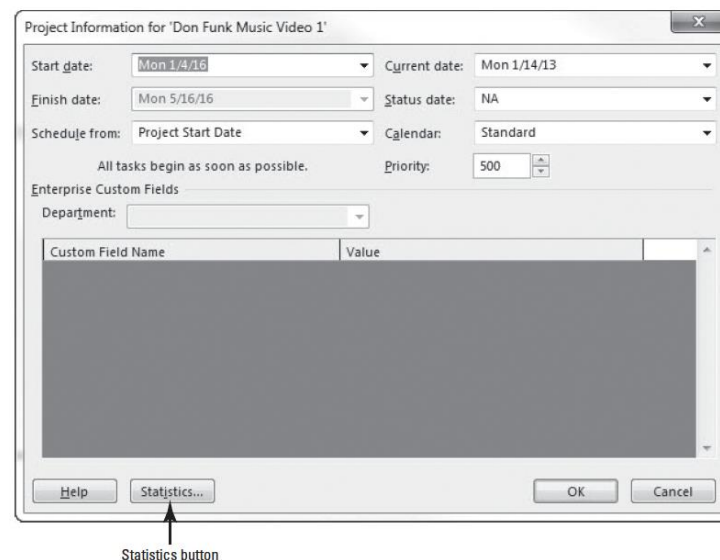 Project Information for 'Don Funk Music Video 1'
Start date: Mon 1/4/16 Current date: Mon 1/14/13
Finish date: Mon 5/16/16 Status date: NA
Schedule from: Project Start Date Calendar: Standard
All tasks begin as soon as possible. Priority: 500
Enterprise Custom Fields
Department:
Custom Field Name Value
Help Statistics... OK Cancel
Statistics button